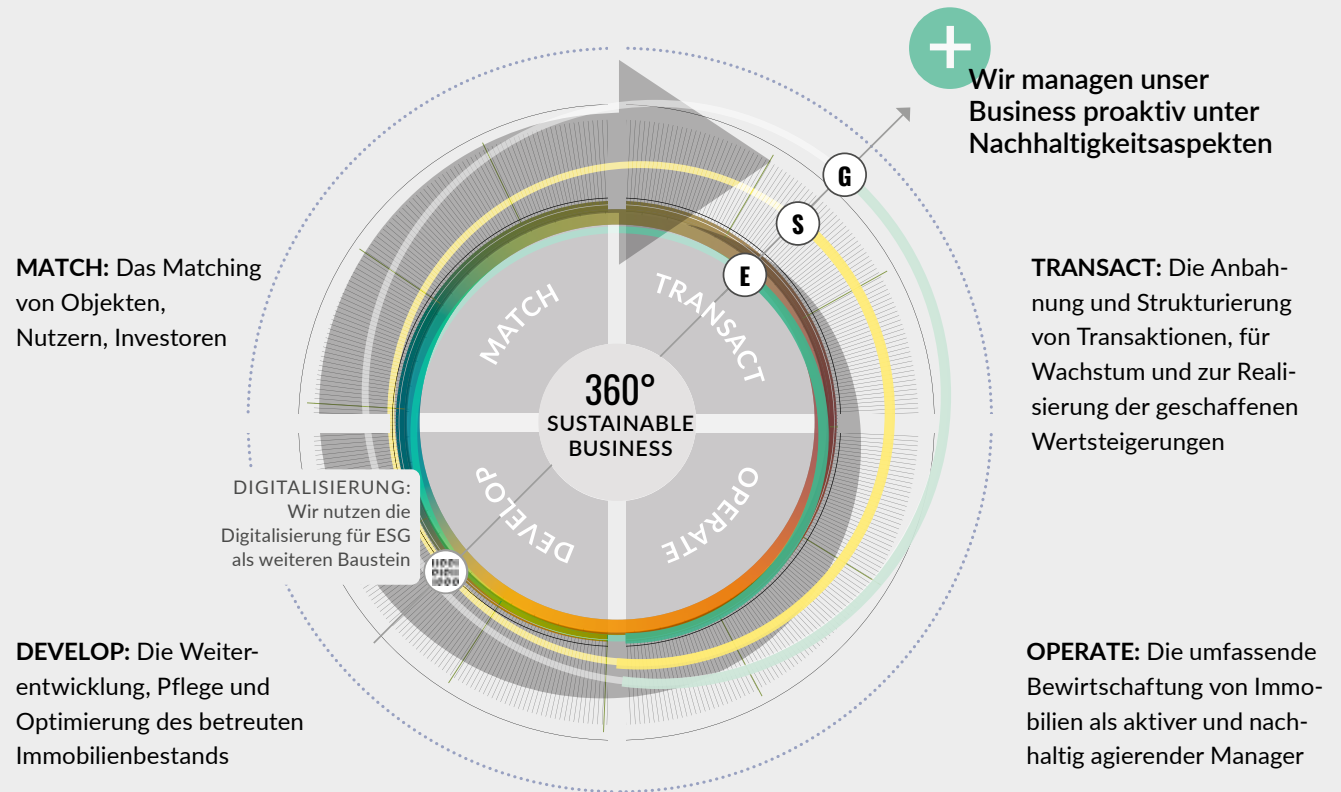 Wir managen unser
Business proaktiv unter
Nachhaltigkeitsaspekten
G
S
E
MATCH: Das Matching
von Objekten,
Nutzern, Investoren
TRANSACT: Die Anbah-
nung und Strukturierung
von Transaktionen, für
Wachstum und zur Reali-
sierung der geschaffenen
Wertsteigerungen
MATCH
TRANSACT
360°
SUSTAINABLE
BUSINESS
DEVELOP
OPERATE
DIGITALISIERUNG:
Wir nutzen die
Digitalisierung für ESG
als weiteren Baustein
DEVELOP: Die Weiter-
entwicklung, Pflege und
Optimierung des betreuten
Immobilienbestands
OPERATE: Die umfassende
Bewirtschaftung von Immo-
bilien als aktiver und nach-
haltig agierender Manager